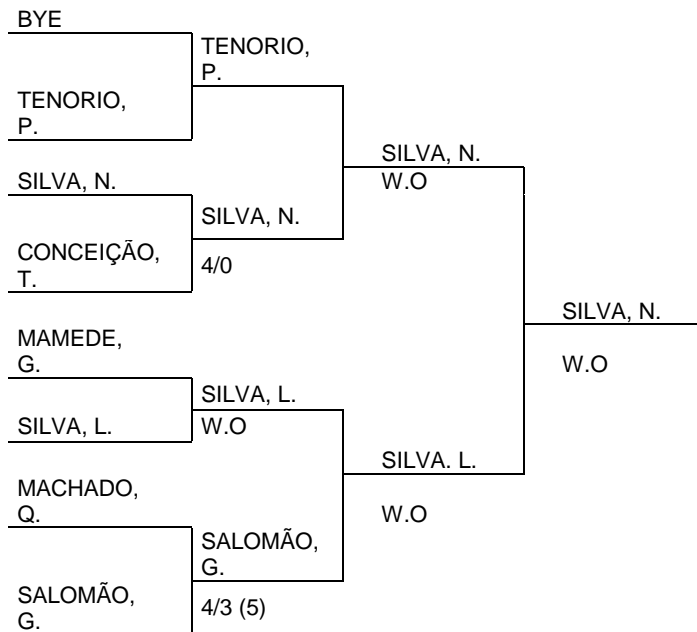 BYE
TENORIO,
P.
TENORIO,
P.
SILVA, N.
W.O
SILVA, N.
SILVA, N.
CONCEIÇÃO,
T.
4/0
SILVA, N.
W.O
MAMEDE,
G.
SILVA, L.
W.O
SILVA, L.
SILVA. L.
W.O
MACHADO,
Q.
SALOMÃO,
G.
SALOMÃO,
G.
4/3 (5)